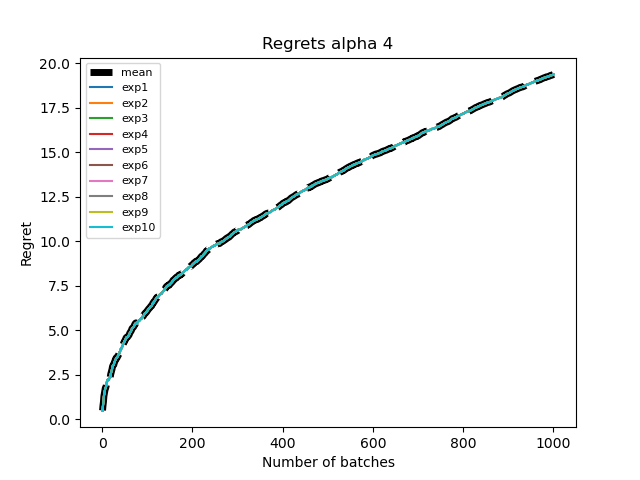 Regrets alpha 4
20.0
17.5
15.0
12.5
10.0
7.5
5.0
2.5
0.0
Regret
mean
exp1
exp2
exp3
exp4
exp5
exp6
exp7
exp8
exp9
exp10
0 200 400 600 800 1000
Number of batches